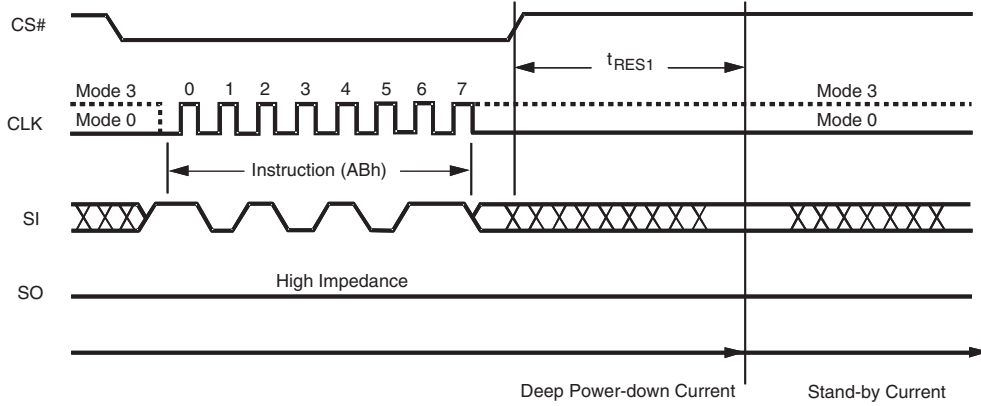 CS#
tRES1
Mode 3 0 1 2 3 4 5 6 7 Mode 3
CLK Mode 0 Mode 0
Instruction (ABh)
SI
High Impedance
SO
Deep Power-down Current Stand-by Current